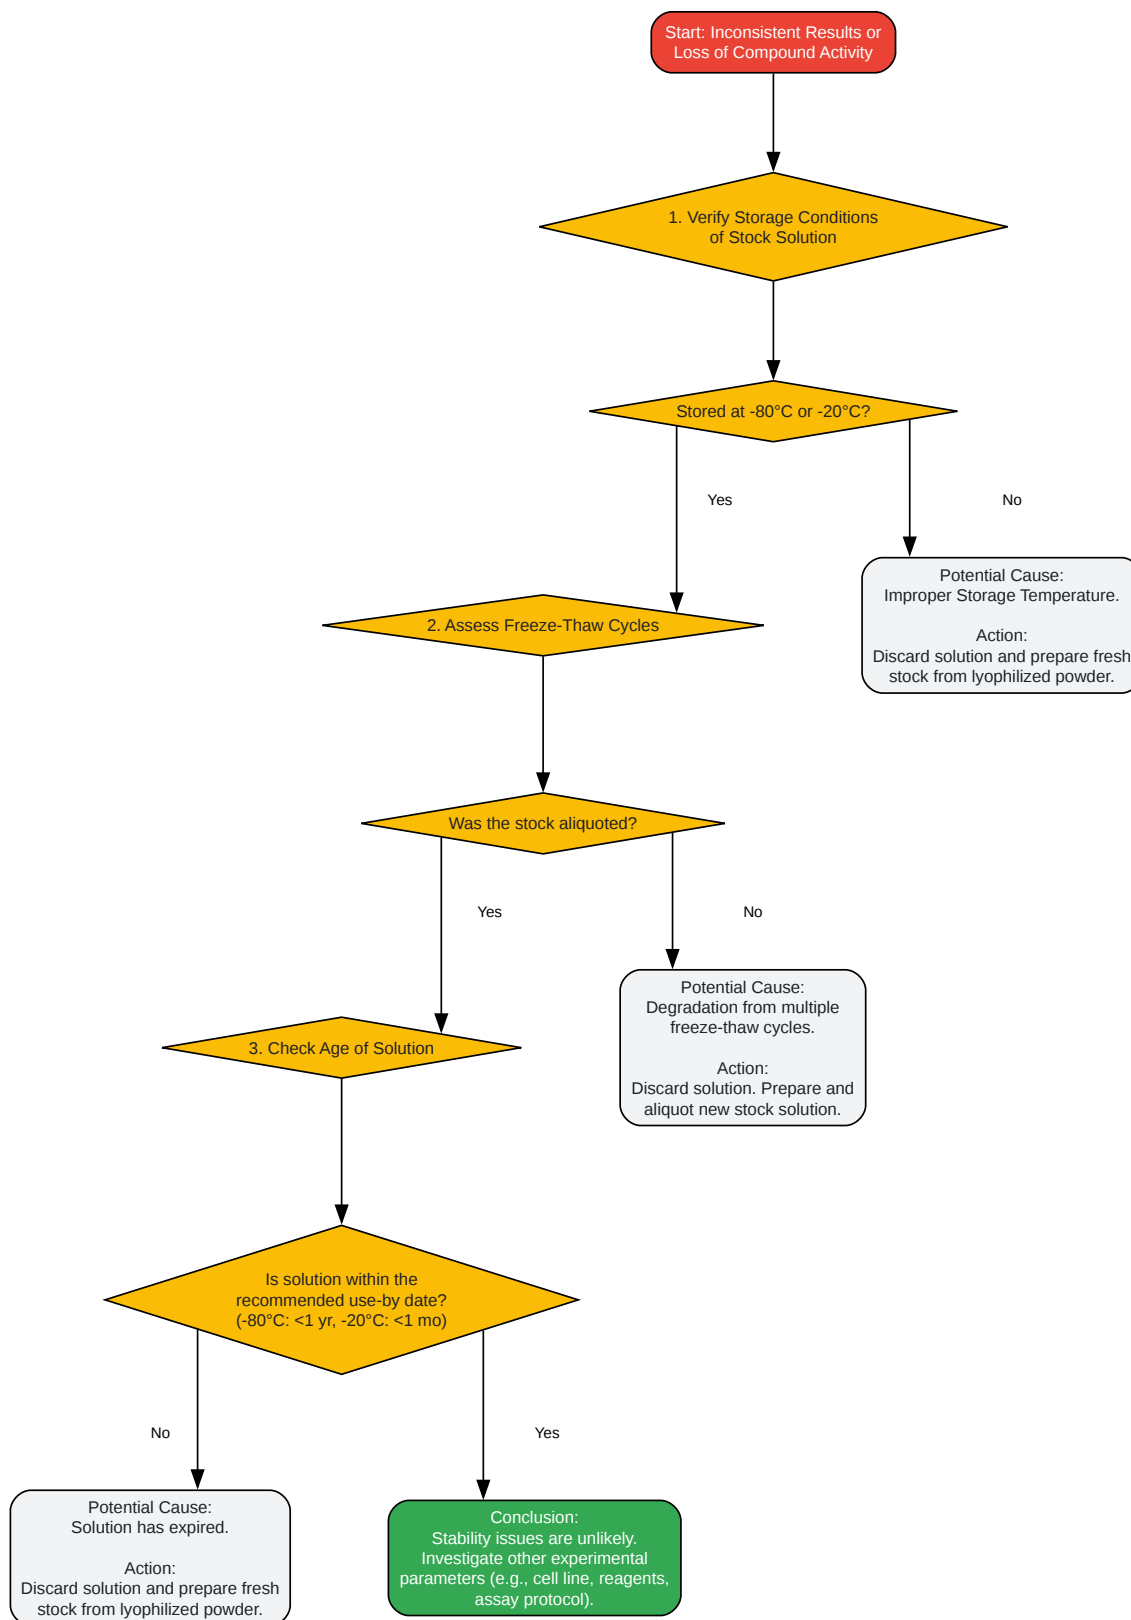 Start: Inconsistent Results or
Loss of Compound Activity
1. Verify Storage Conditions
of Stock Solution
Stored at -80°C or -20°C?
Yes
No
Potential Cause:
Improper Storage Temperature.
Action:
Discard solution and prepare fresh
stock from lyophilized powder.
2. Assess Freeze-Thaw Cycles
Was the stock aliquoted?
Yes
No
Potential Cause:
Degradation from multiple
freeze-thaw cycles.
Action:
Discard solution. Prepare and
aliquot new stock solution.
3. Check Age of Solution
Is solution within the
recommended use-by date?
(-80°C: <1 yr, -20°C: <1 mo)
No
Yes
Potential Cause:
Solution has expired.
Action:
Discard solution and prepare fresh
stock from lyophilized powder.
Conclusion:
Stability issues are unlikely.
Investigate other experimental
parameters (e.g., cell line, reagents,
assay protocol).